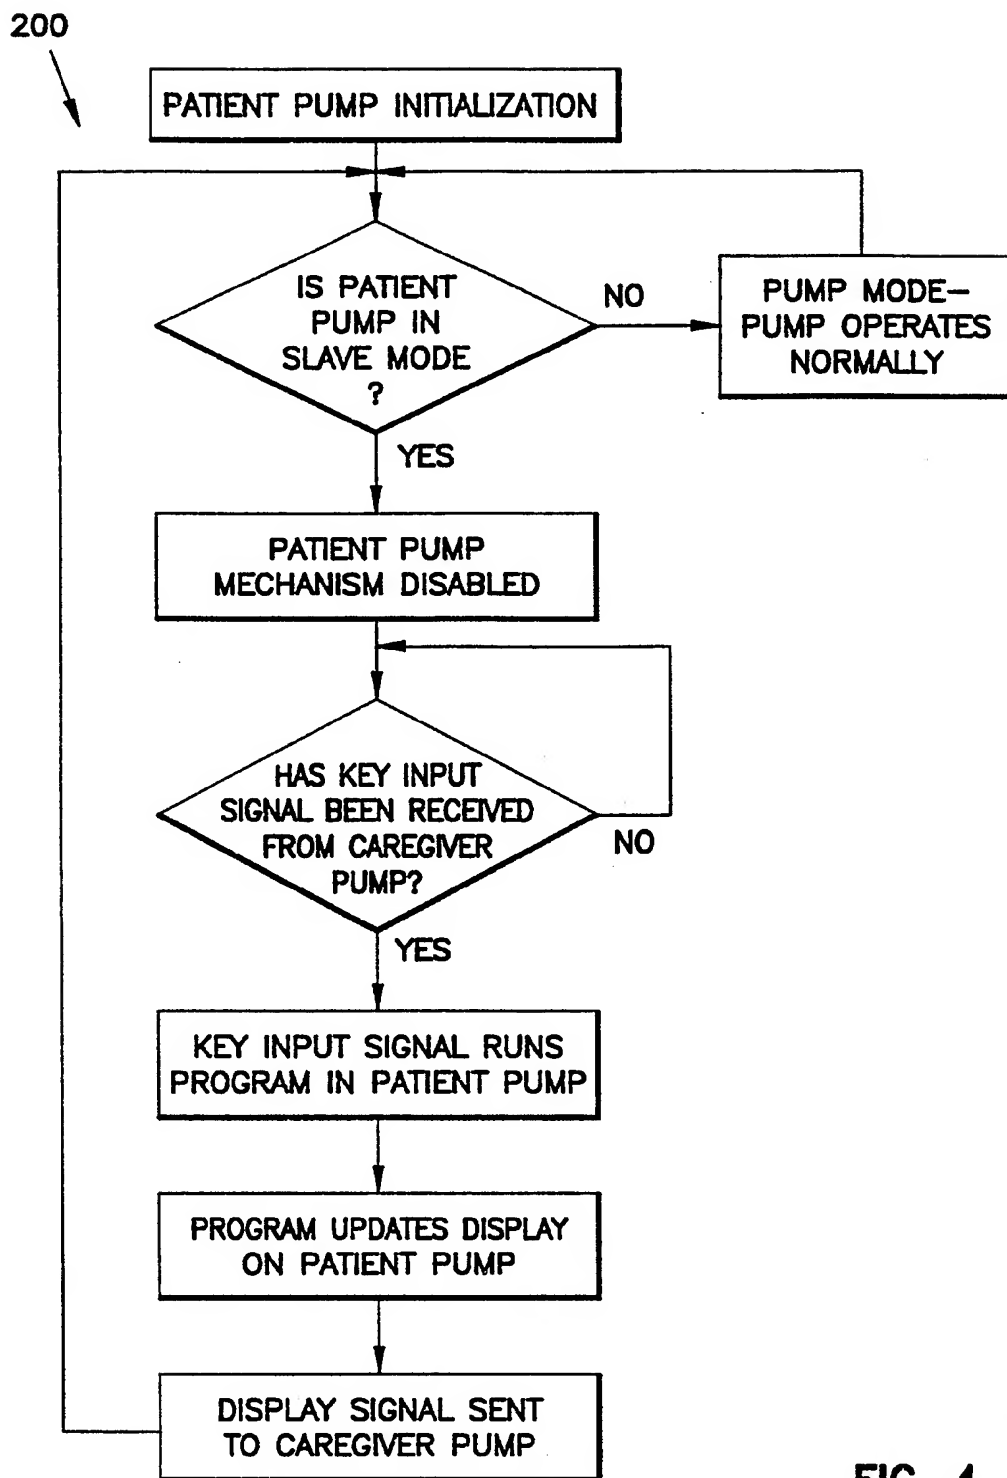 200
PATIENT PUMP INITIALIZATION
IS PATIENT
PUMP IN
SLAVE MODE
?
NO
PUMP MODE–
PUMP OPERATES
NORMALLY
YES
PATIENT PUMP
MECHANISM DISABLED
HAS KEY INPUT
SIGNAL BEEN RECEIVED
FROM CAREGIVER
PUMP?
NO
YES
KEY INPUT SIGNAL RUNS
PROGRAM IN PATIENT PUMP
PROGRAM UPDATES DISPLAY
ON PATIENT PUMP
DISPLAY SIGNAL SENT
TO CAREGIVER PUMP
FIG. 4